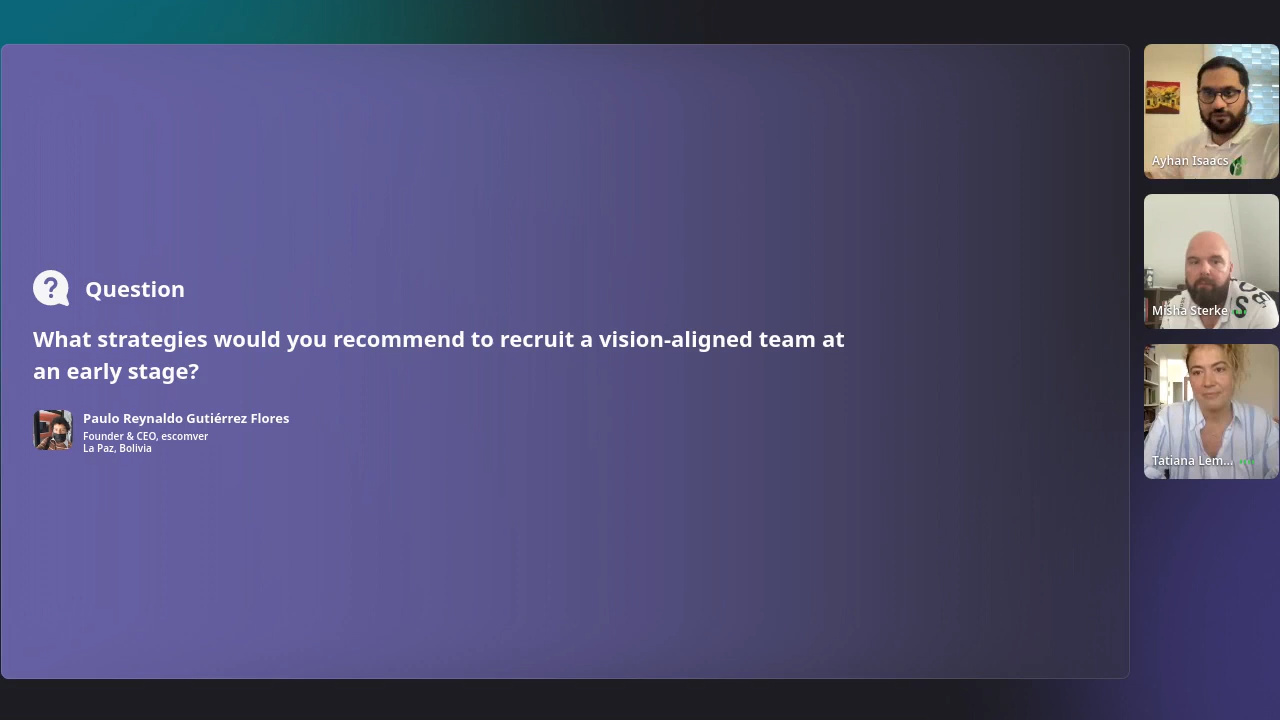 Question
What strategies would you recommend to recruit a vision-aligned team at
an early stage?
Paulo Reynaldo Gutiérrez Flores
Founder & CEO, escomver
La Paz, Bolivia
Ayhan Isaacs
Misha Sterke
Tatiana Lem...